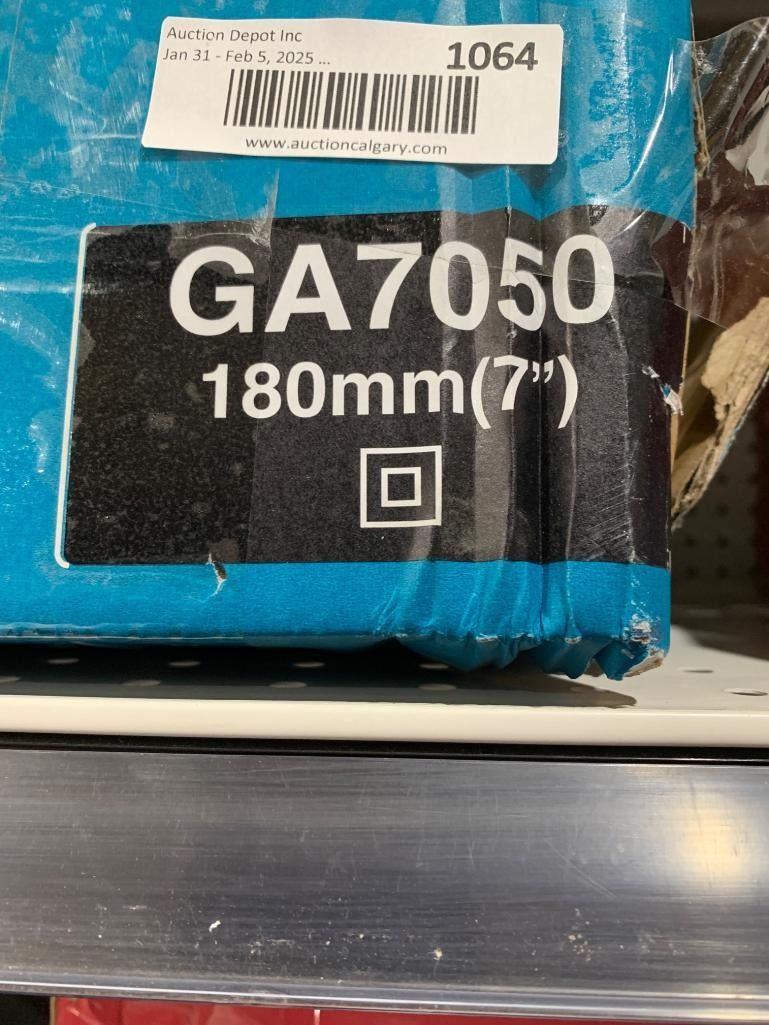 Auction Depot Inc
Jan 31 - Feb 5, 2025 ...
1064
www.auctioncalgary.com
GA7050
180mm(7")